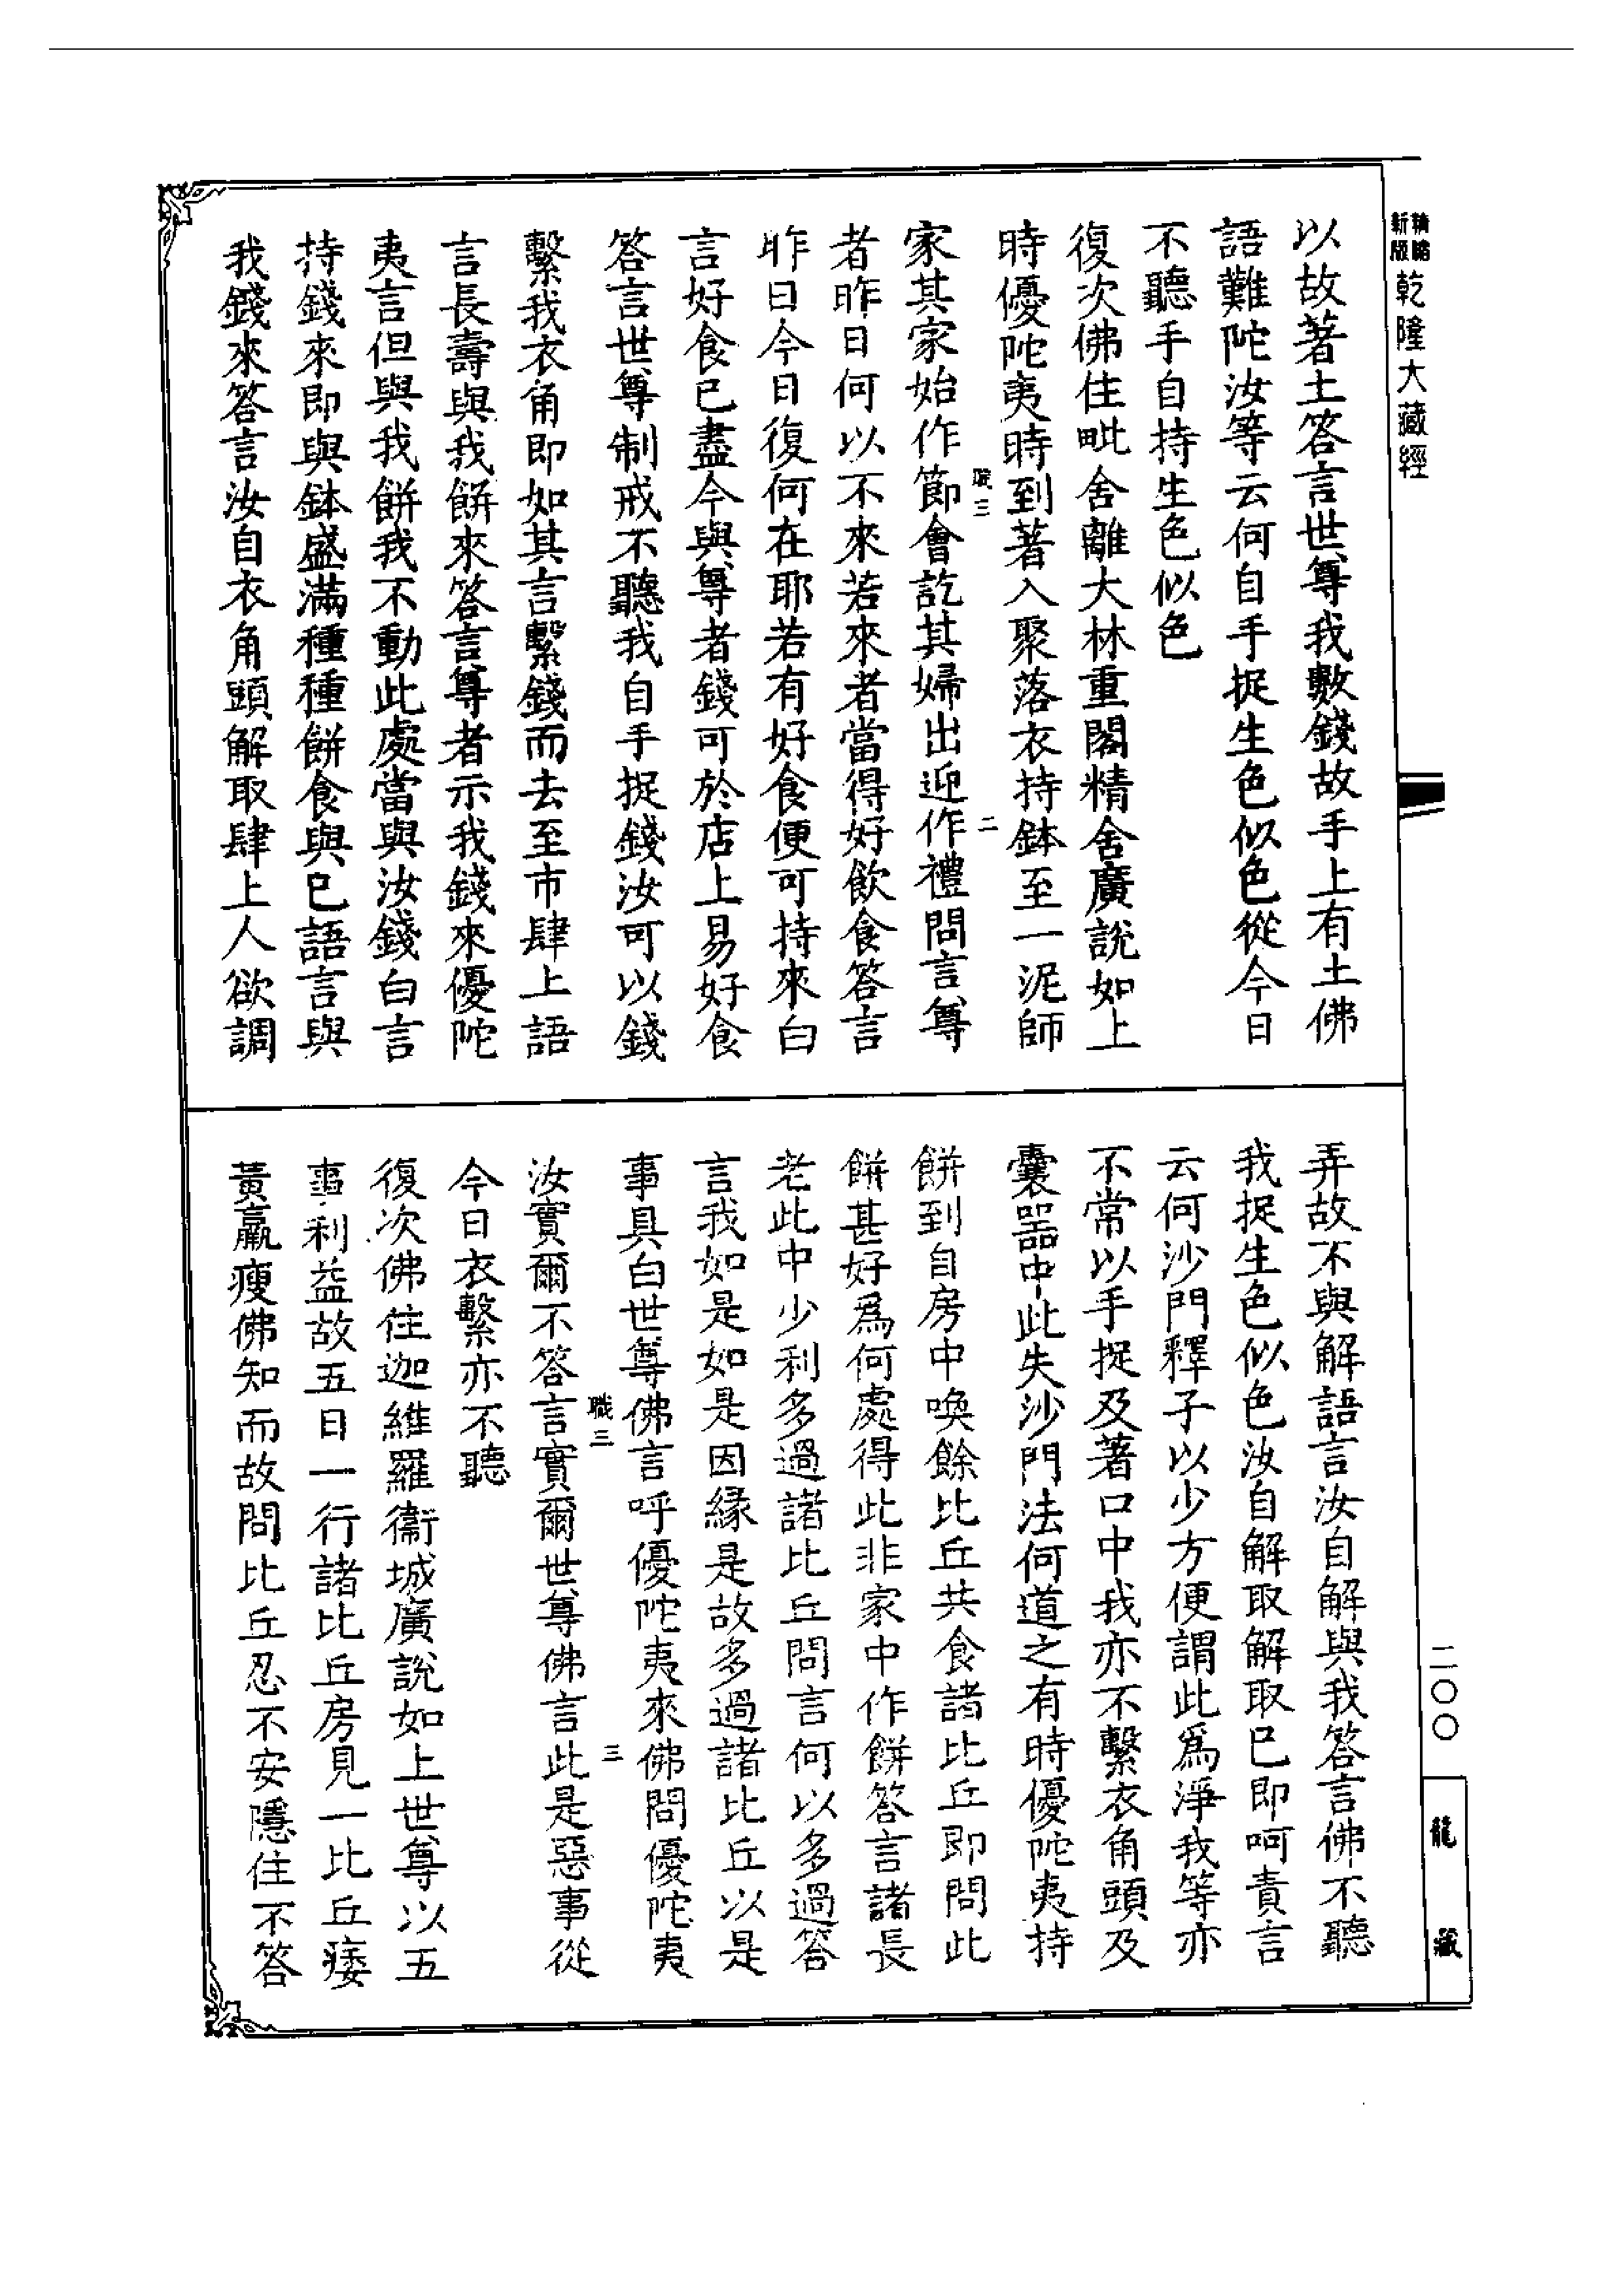 新版精縮
乾隆大藏經
以故著土答言世尊我數錢故手上有土佛
語難陀汝等云何自手捉生色似色從今日
不聽手自持生色似色
復次佛住毗舍離大林重閣精舍廣說如上
時優陀夷時到著入聚落衣持鉢至一泥師
家其家始作節會訖其婦出迎作禮問言尊
職三
二
者昨日何以不來若來者當得好飲食答言
昨日今日復何在耶若有好食便可持來白
言好食已盡今與尊者錢可於店上易好食
答言世尊制戒不聽我自手捉錢汝可以錢
繫我衣角即如其言繫錢而去至市肆上語
言長壽與我餅來答言尊者示我錢來優陀
夷言但與我餅我不動此處當與汝錢白言
持錢來即與鉢盛滿種種餅食與已語言與
我錢來答言汝自衣角頭解取肆上人欲調
弄故不與解語言汝自解與我答言佛不聽
我捉生色似色汝自解取解取已即呵責言
云何沙門釋子以少方便謂此為淨我等亦
不常以手捉及著口中我亦不繫衣角頭及
囊器中此失沙門法何道之有時優陀夷持
餅到自房中喚餘比丘共食諸比丘即問此
餅甚好為何處得此非家中作餅答言諸長
老此中少利多過諸比丘問言何以多過答
言我如是如是因緣是故多過諸比丘以是
事具白世尊佛言呼優陀夷來佛問優陀夷
職三
三
汝實爾不答言實爾世尊佛言此是惡事從
今日衣繫亦不聽
復次佛住迦維羅衞城廣說如上世尊以五
事利益故五日一行諸比丘房見一比丘痿
黃羸瘦佛知而故問比丘忍不安隱住不答
二〇〇
龍藏